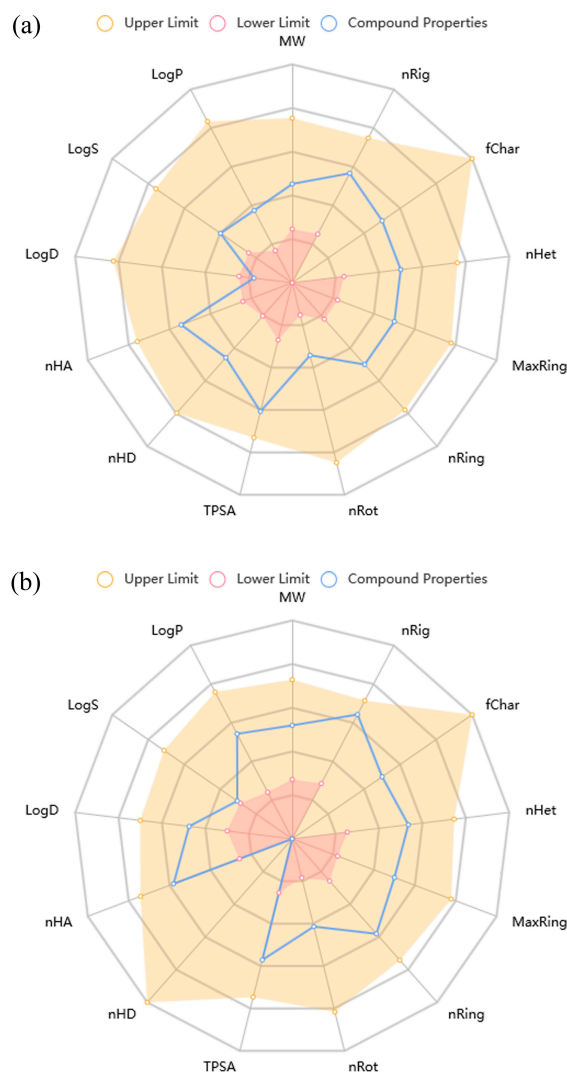 (a)
Upper Limit Lower Limit Compound Properties
MW
LogP nRig
LogS fChar
LogD nHet
nHA MaxRing
nHD nRing
TPSA nRot
(b)
Upper Limit Lower Limit Compound Properties
MW
LogP nRig
LogS fChar
LogD nHet
nHA MaxRing
nHD nRing
TPSA nRot